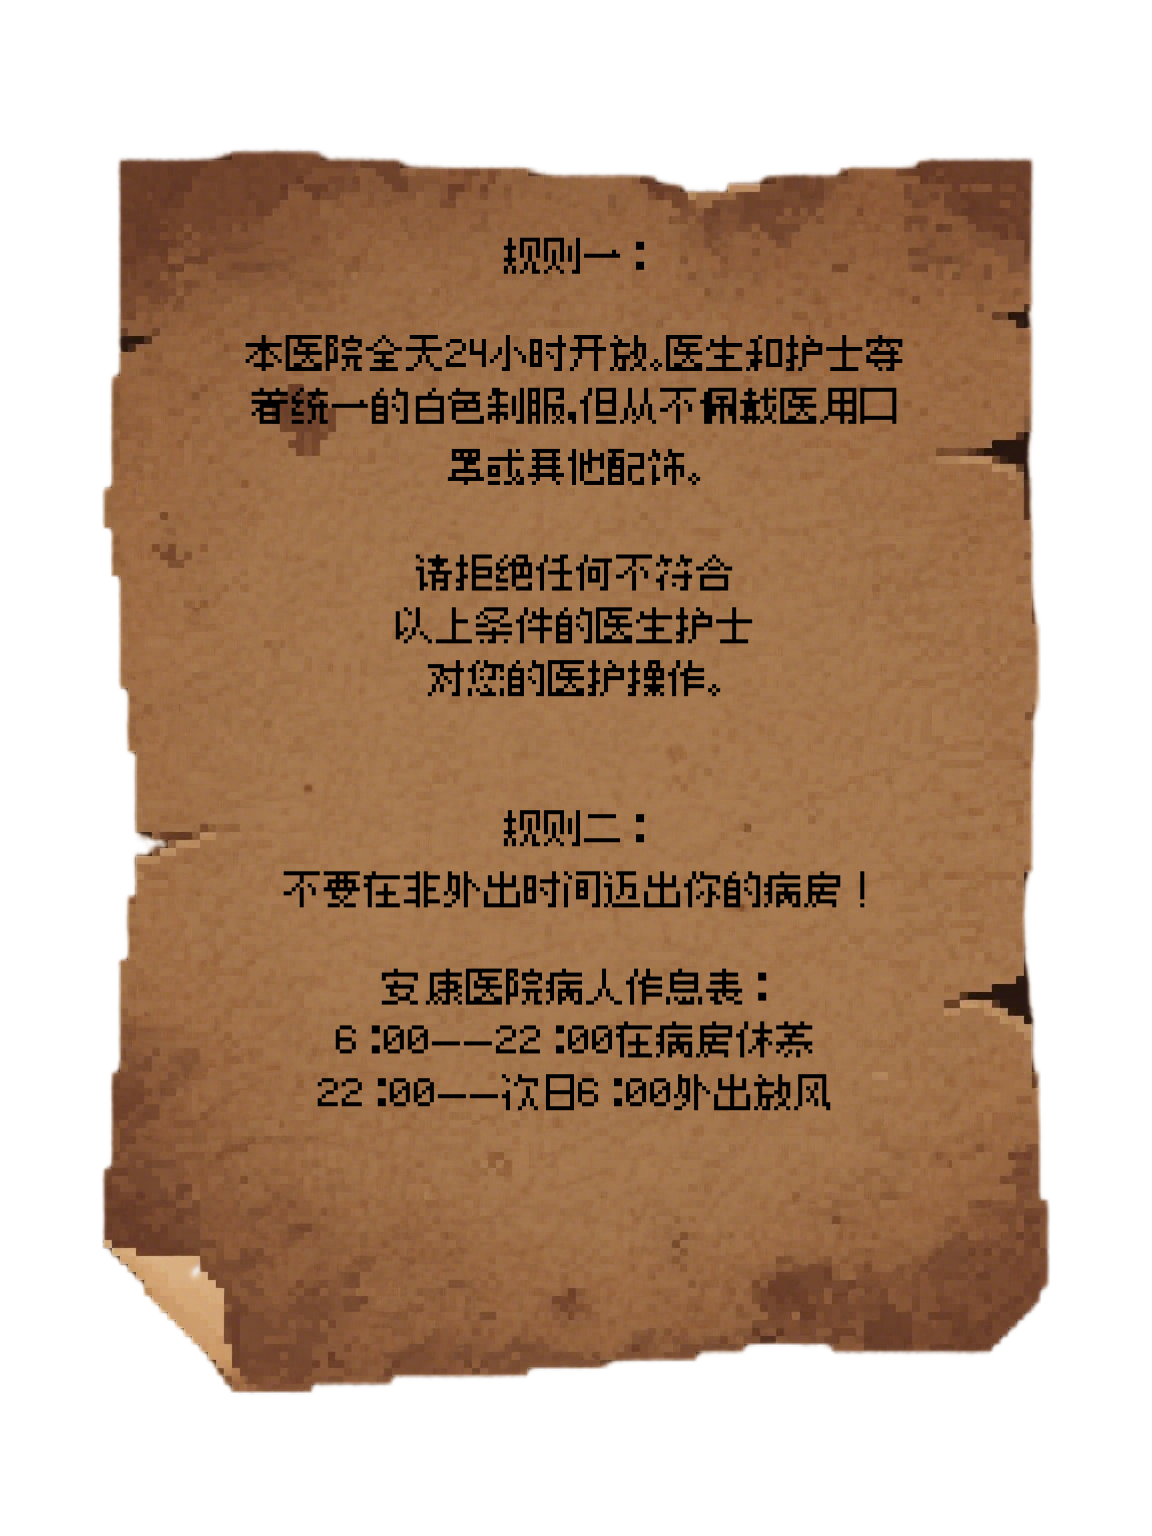 规则一：
本医院全天24小时开放。医生和护士穿
着统一的白色制服,但从不佩戴医用口
罩或其他配饰。
请拒绝任何不符合
以上条件的医生护士
对您的医护操作。
规则二：
不要在非外出时间迈出你的病房！
安康医院病人作息表：
6:00——22:00在病房休养
22:00——次日6:00外出放风